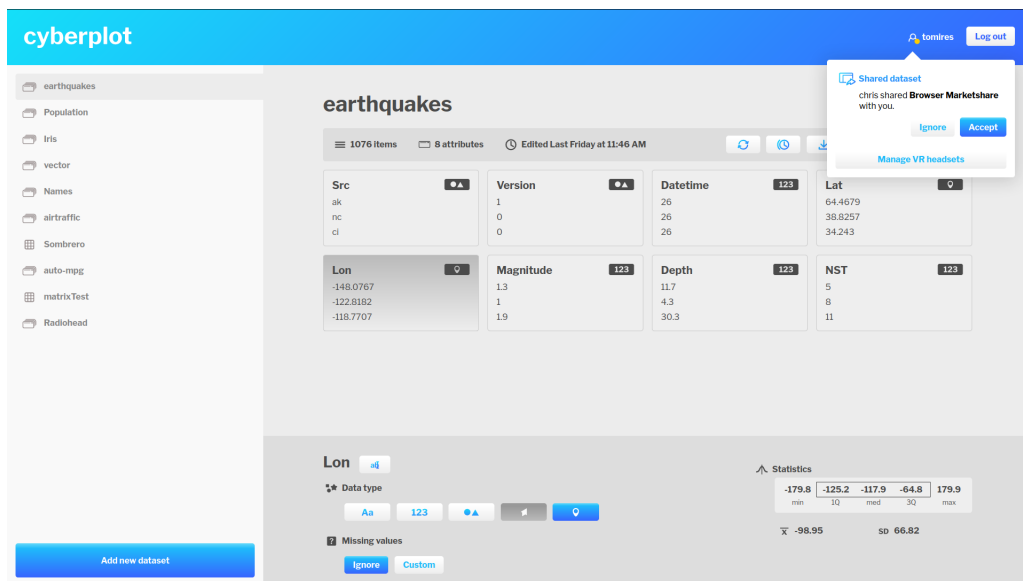 cyberplot
tomires
Log out
Shared dataset
chris shared Browser Marketshare
with you.
Ignore
Accept
Manage VR headsets
earthquakes
Population
Iris
vector
Names
airtraffic
Sombrero
auto-mpg
matrixTest
Radiohead
Add new dataset
earthquakes
1076 items
8 attributes
Edited Last Friday at 11:46 AM
Src
ak
nc
ci
Version
1
0
0
Datetime
123
26
26
26
Lat
64.4679
38.8257
34.243
Lon
-148.0767
-122.8182
-118.7707
Magnitude
123
1.3
1
1.9
Depth
123
11.7
4.3
30.3
NST
123
5
8
11
Lon
Data type
Aa
123
Missing values
Ignore
Custom
Statistics
-179.8 -125.2 -117.9 -64.8 179.9
min 1Q med 3Q max
x -98.95
SD 66.82